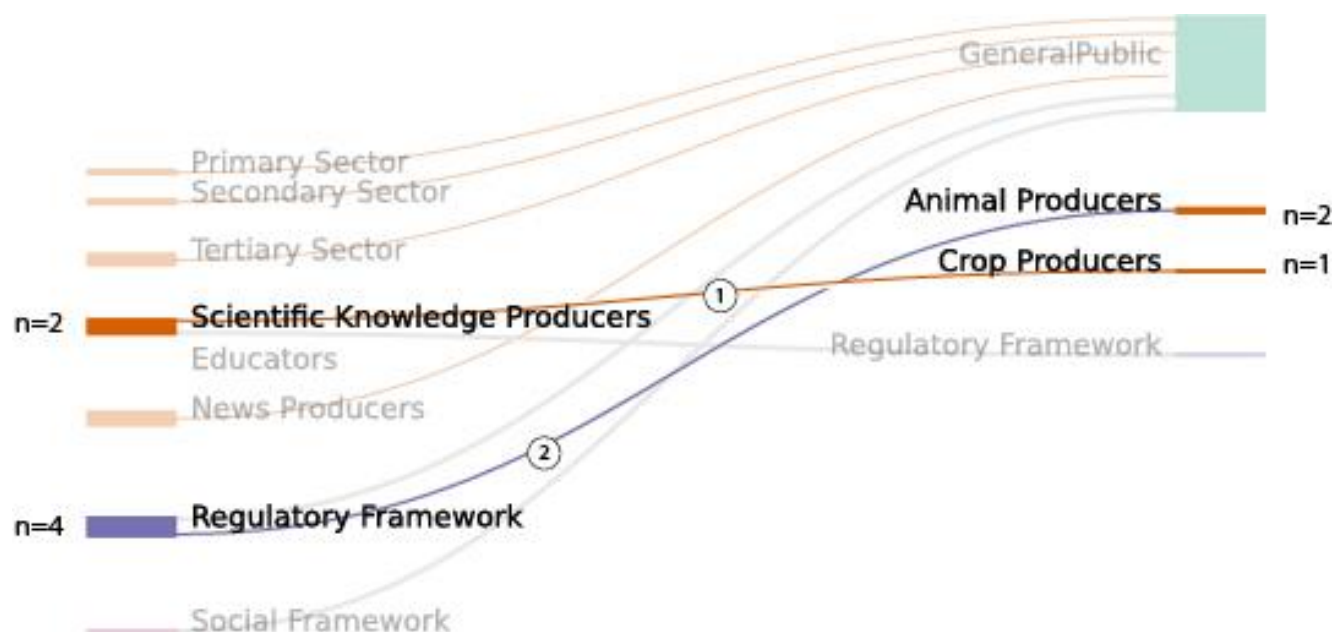 GeneralPublic
Primary Sector
Secondary Sector
Animal Producers
n=2
Tertiary Sector
Crop Producers
n=1
n=2
Scientific Knowledge Producers
1
Regulatory Framework
Educators
News Producers
2
n=4
Regulatory Framework
Social Framework